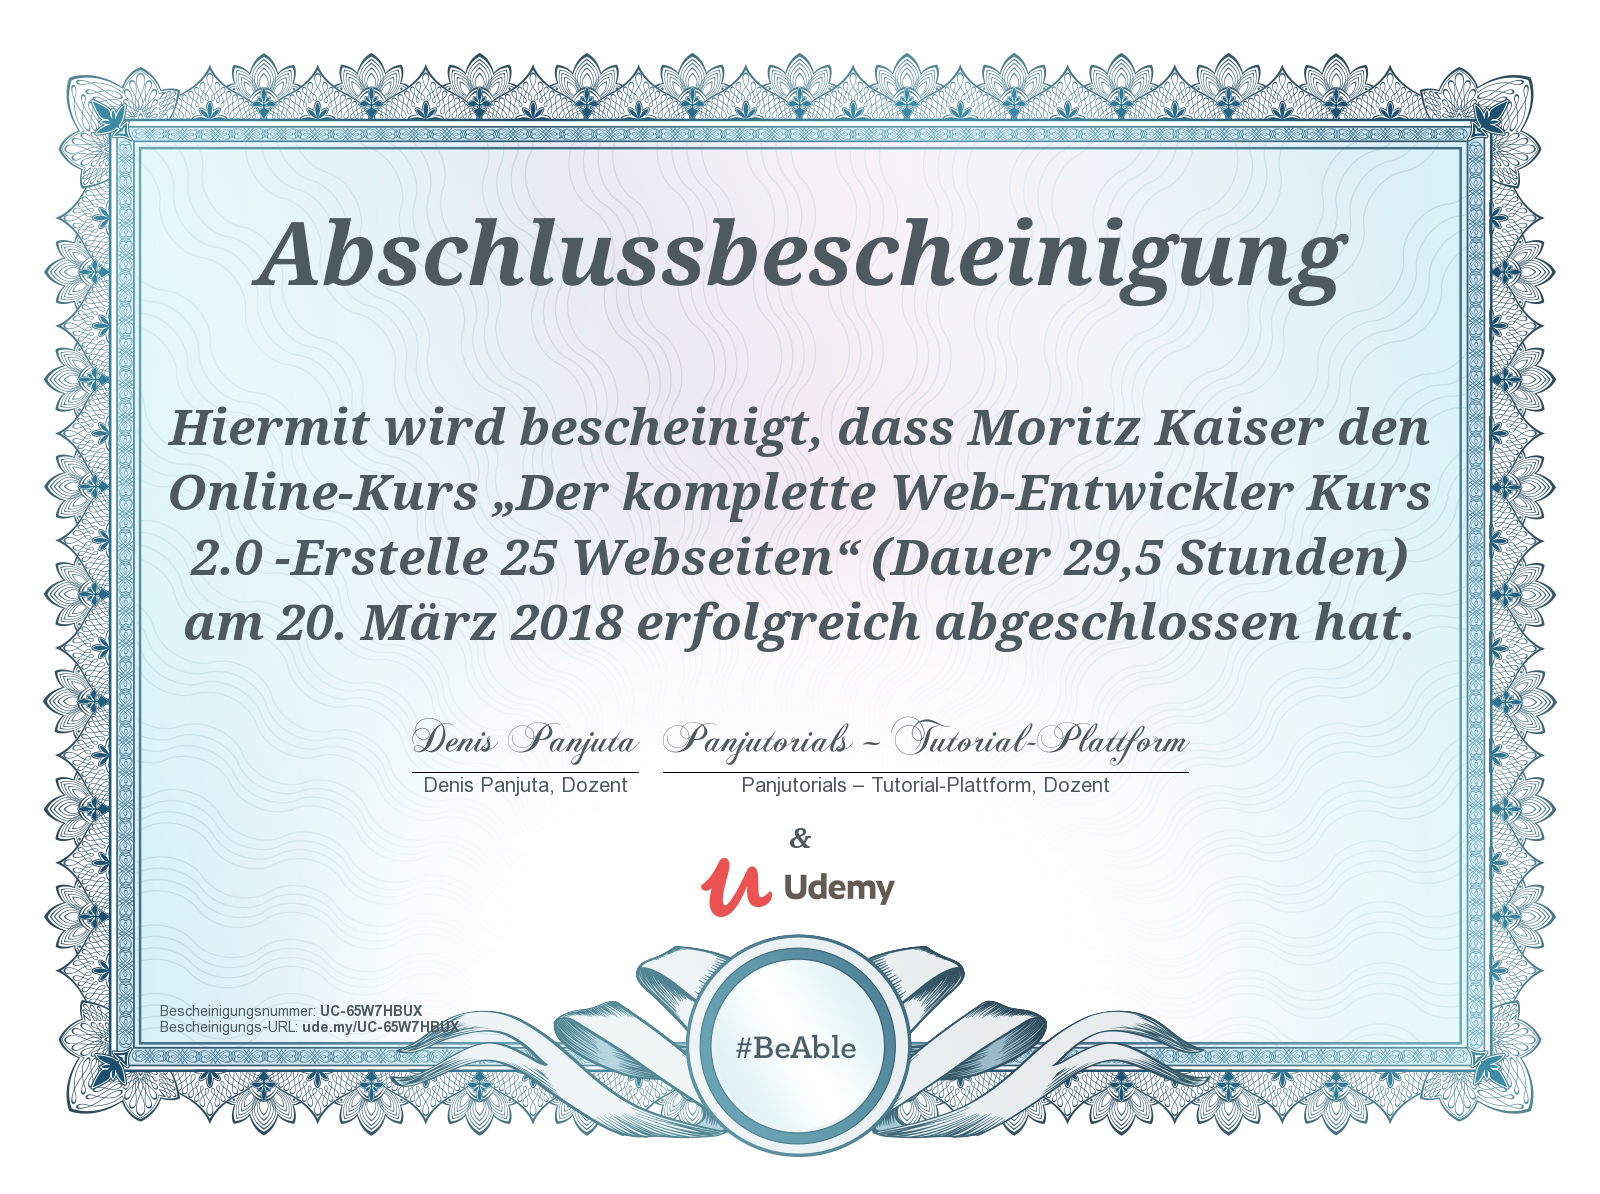 Abschlussbescheinigung
Hiermit wird bescheinigt, dass Moritz Kaiser den
Online-Kurs „Der komplette Web-Entwickler Kurs
2.0 -Erstelle 25 Webseiten“ (Dauer 29,5 Stunden)
am 20. März 2018 erfolgreich abgeschlossen hat.
Denis Panjuta Panjutorials – Tutorial-Plattform
Denis Panjuta, Dozent Panjutorials – Tutorial-Plattform, Dozent
&
Udemy
Bescheinigungsnummer: UC-65W7HBUX
Bescheinigungs-URL: ude.my/UC-65W7HBUX
#BeAble